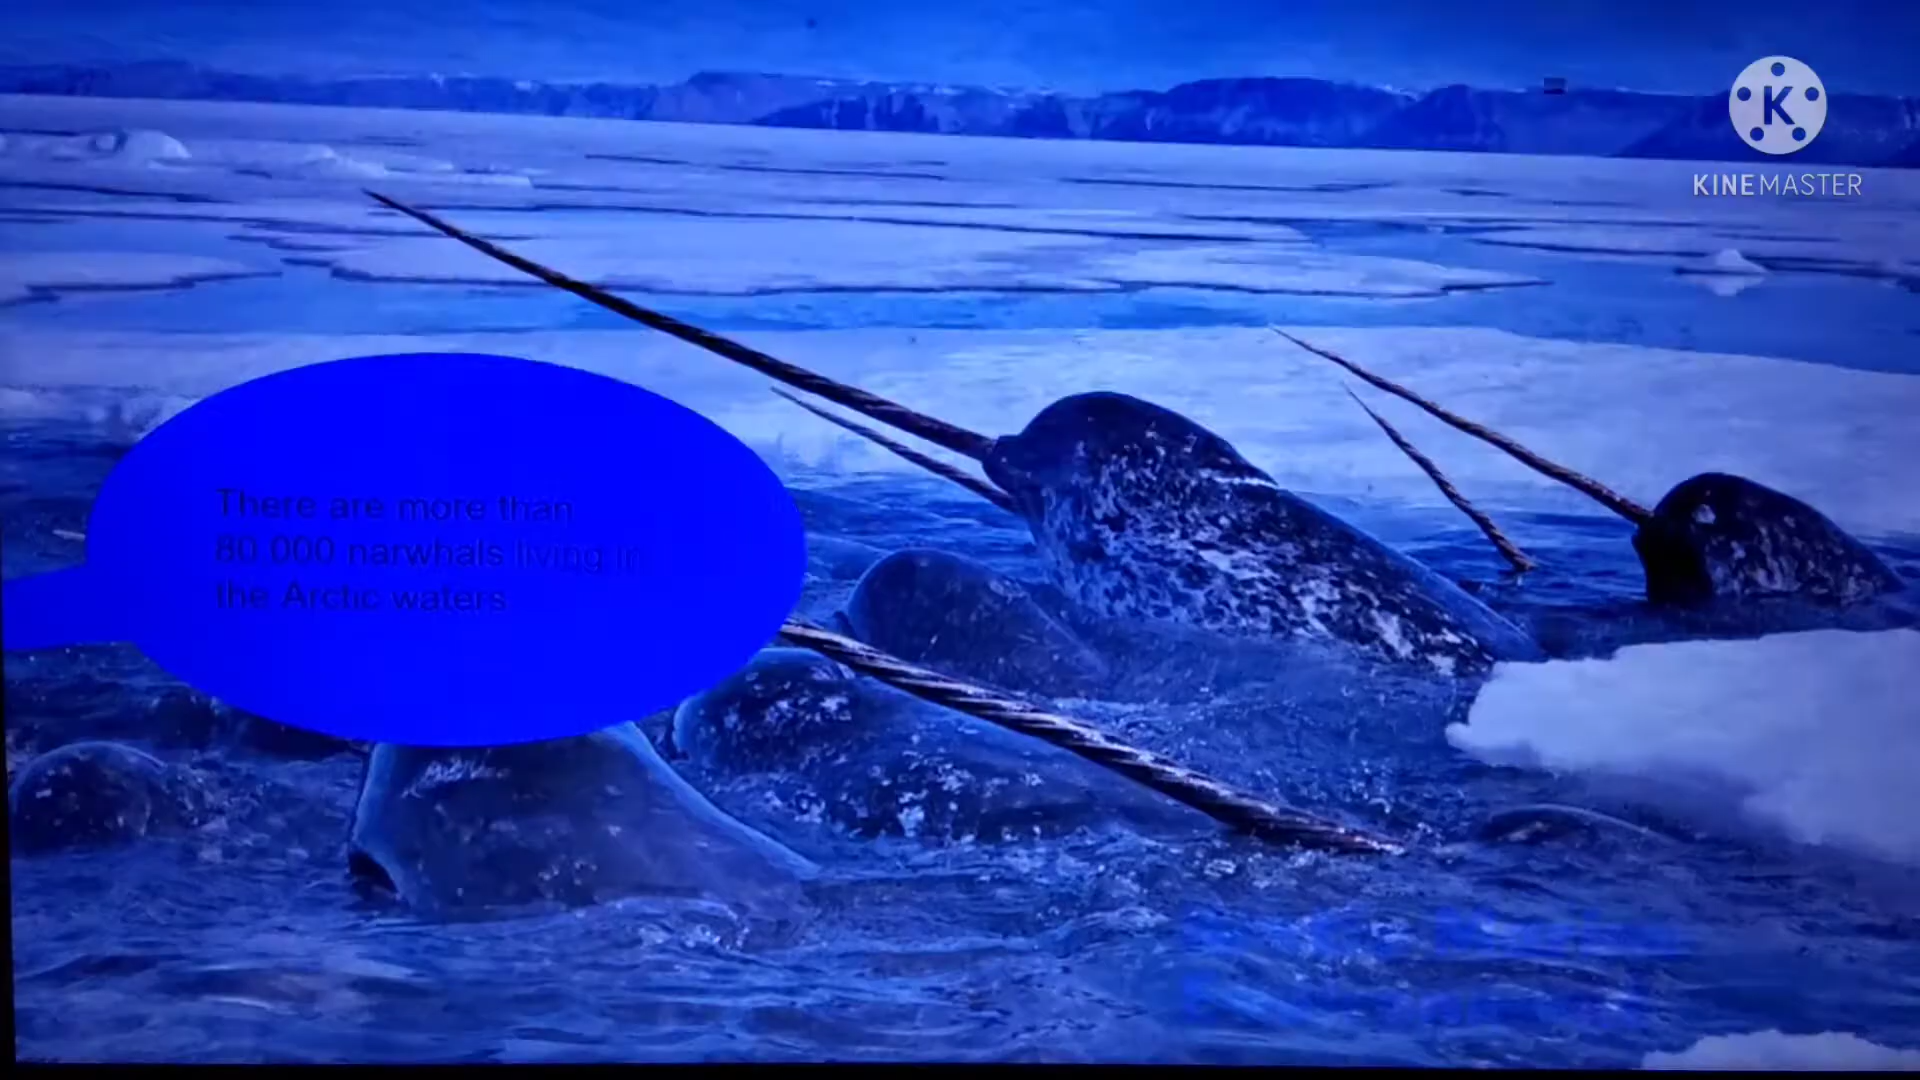 KINEMASTER
There are more than
80 000 narwhals living in
the Arctic waters